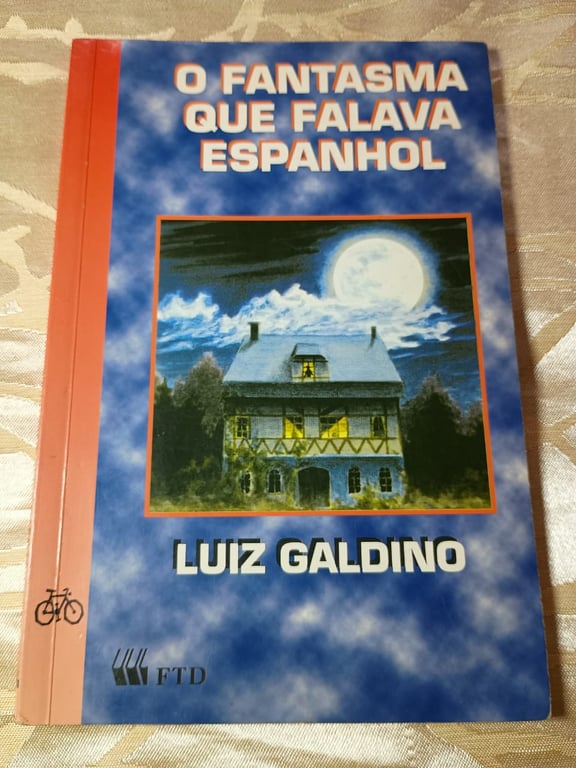 O FANTASMA
QUE FALAVA
ESPANHOL
LUIZ GALDINO
FTD